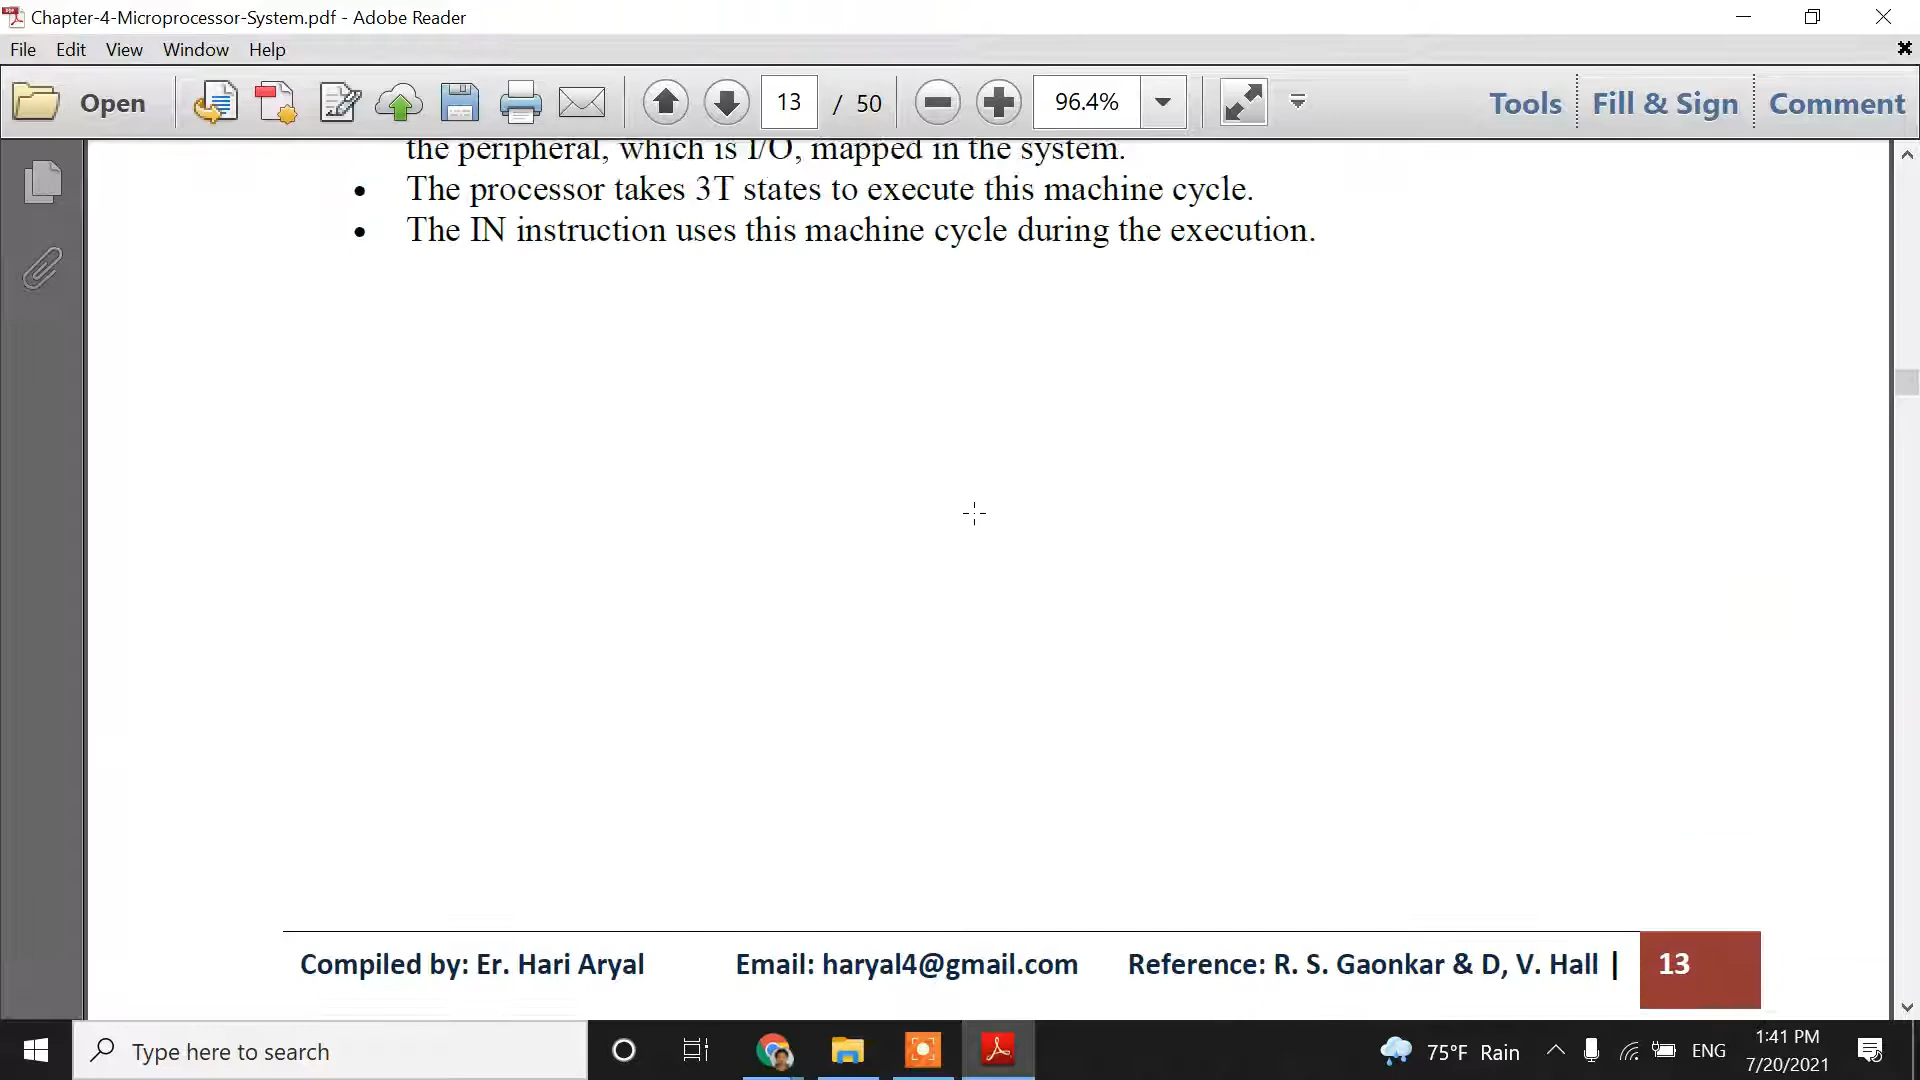 Chapter-4-Microprocessor-System.pdf - Adobe Reader
File Edit View Window Help
Open 13 / 50 96.4% Tools Fill & Sign Comment
the peripheral, which is I/O, mapped in the system.
• The processor takes 3T states to execute this machine cycle.
• The IN instruction uses this machine cycle during the execution.
Compiled by: Er. Hari Aryal Email: haryal4@gmail.com Reference: R. S. Gaonkar & D, V. Hall | 13
Type here to search 75°F Rain ENG 1:41 PM
7/20/2021